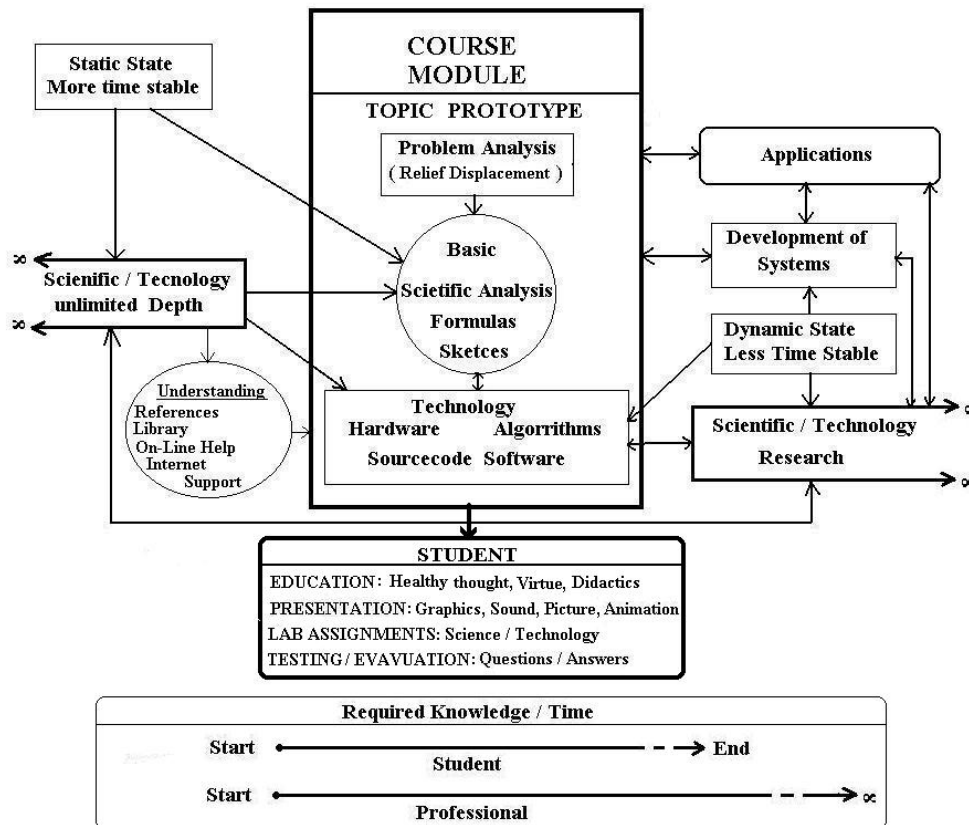 COURSE
MODULE
TOPIC PROTOTYPE
Problem Analysis
( Relief Displacement )
Basic
Scietific Analysis
Formulas
Sketces
Technology
Hardware Algorrithms
Sourcecode Software
Static State
More time stable
∞
Scienific / Tecnology
unlimited Depth
∞
Understanding
References
Library
On-Line Help
Internet
Support
Applications
Development of
Systems
Dynamic State
Less Time Stable
∞
Scientific / Technology
Research
∞
STUDENT
EDUCATION: Healthy thought, Virtue, Didactics
PRESENTATION: Graphics, Sound, Picture, Animation
LAB ASSIGNMENTS: Science / Technology
TESTING / EVAVUATION: Questions / Answers
Required Knowledge / Time
Start End
Student
Start ∞
Professional